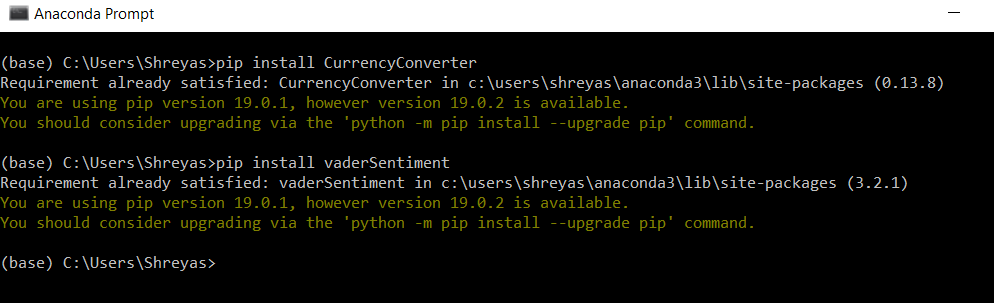 Anaconda Prompt
(base) C:\Users\Shreyas>pip install CurrencyConverter
Requirement already satisfied: CurrencyConverter in c:\users\shreyas\anaconda3\lib\site-packages (0.13.8)
You are using pip version 19.0.1, however version 19.0.2 is available.
You should consider upgrading via the 'python -m pip install --upgrade pip' command.
(base) C:\Users\Shreyas>pip install vaderSentiment
Requirement already satisfied: vaderSentiment in c:\users\shreyas\anaconda3\lib\site-packages (3.2.1)
You are using pip version 19.0.1, however version 19.0.2 is available.
You should consider upgrading via the 'python -m pip install --upgrade pip' command.
(base) C:\Users\Shreyas>